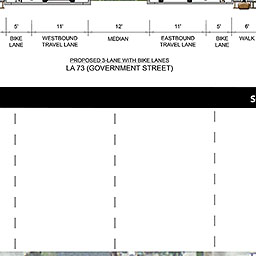 5' 11' 12' 11' 5' 6'
BIKE WESTBOUND MEDIAN EASTBOUND BIKE WALK
LANE TRAVEL LANE TRAVEL LANE LANE
PROPOSED 3-LANE WITH BIKE LANES
LA 73 (GOVERNMENT STREET)
S